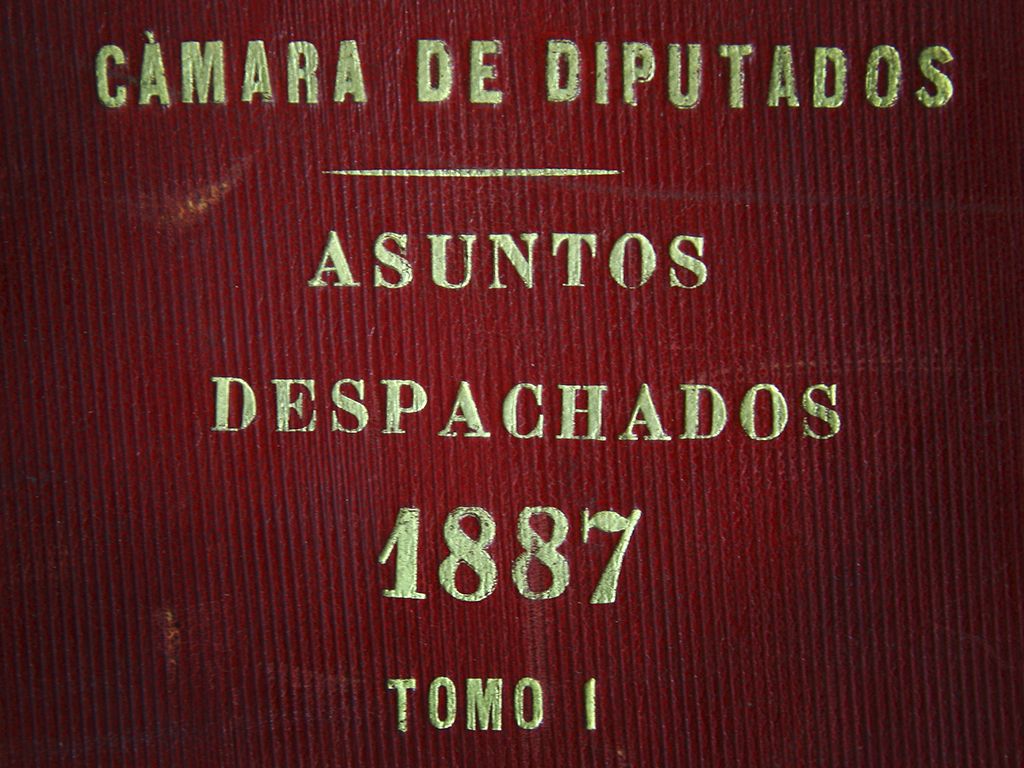 CÀMARA DE DIPUTADOS
ASUNTOS
DESPACHADOS
1887
TOMO I